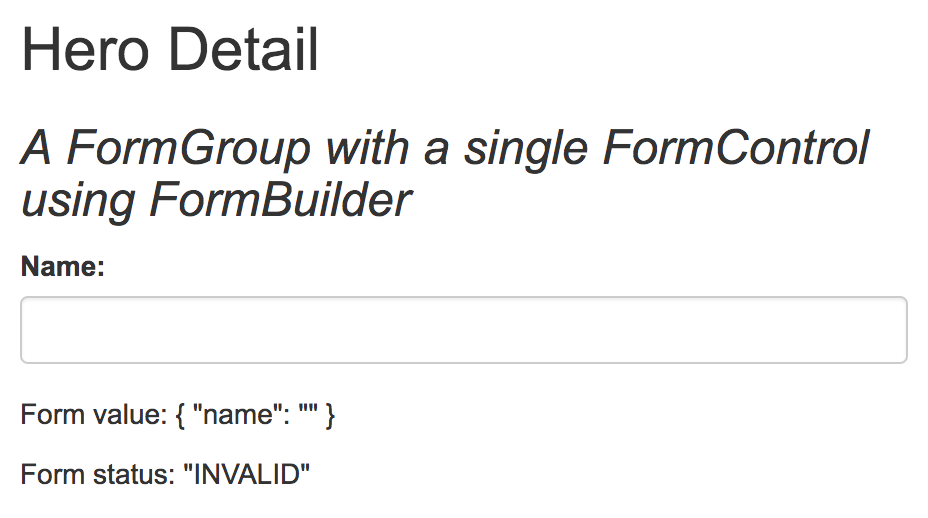 Hero Detail
A FormGroup with a single FormControl
using FormBuilder
Name:
Form value: { "name": "" }
Form status: "INVALID"